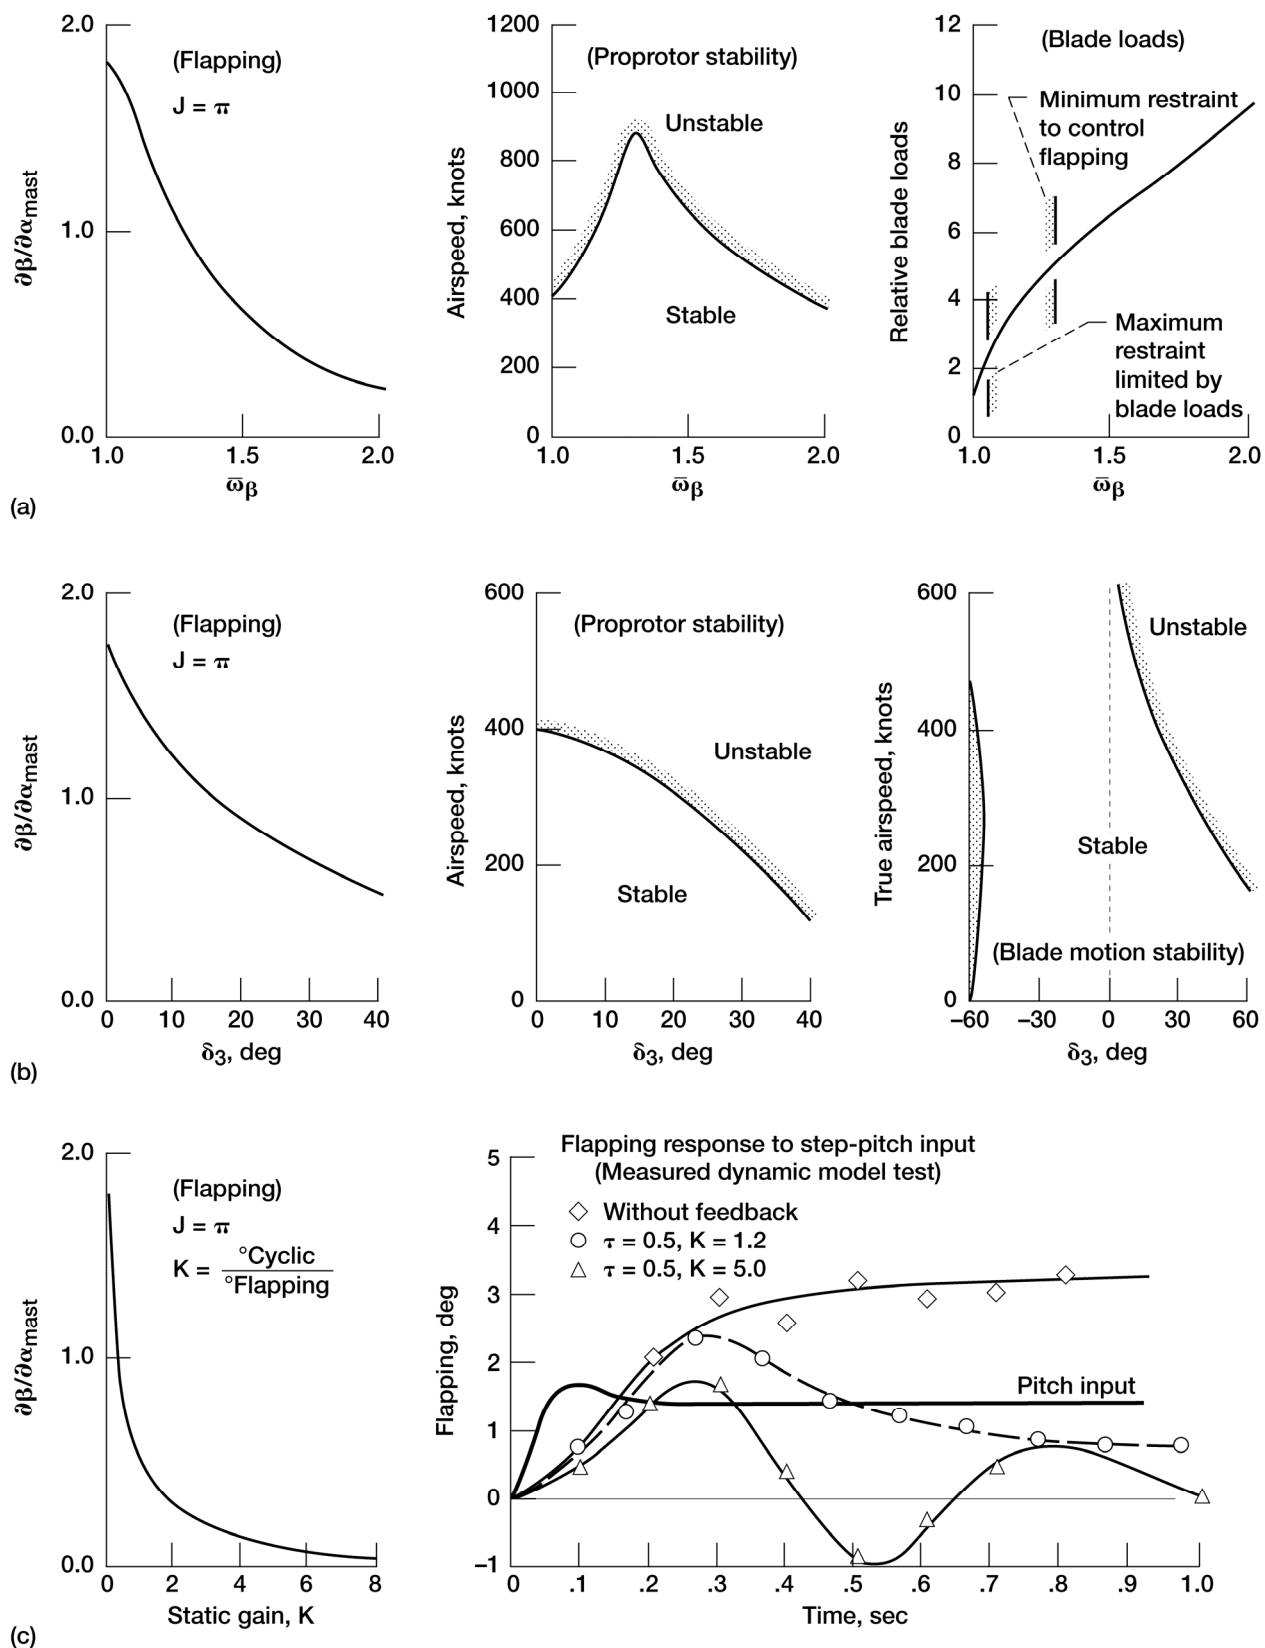 2.0
1.0
0.0
1.0
1.5
2.0
∂β/∂α_mast
(Flapping)
J = π
ω̅_β
1200
1000
800
600
400
200
0
1.0
1.5
2.0
Airspeed, knots
(Proprotor stability)
Unstable
Stable
ω̅_β
12
10
8
6
4
2
0
1.0
1.5
2.0
Relative blade loads
(Blade loads)
Minimum restraint
to control
flapping
Maximum
restraint
limited by
blade loads
ω̅_β
(a)
2.0
1.0
0.0
0
10
20
30
40
∂β/∂α_mast
(Flapping)
J = π
δ₃, deg
600
400
200
0
0
10
20
30
40
Airspeed, knots
(Proprotor stability)
Unstable
Stable
δ₃, deg
600
400
200
0
–60
–30
0
30
60
True airspeed, knots
Unstable
Stable
(Blade motion stability)
δ₃, deg
(b)
2.0
1.0
0.0
0
2
4
6
8
∂β/∂α_mast
(Flapping)
J = π
K = °Cyclic
°Flapping
Static gain, K
Flapping response to step-pitch input
(Measured dynamic model test)
Without feedback
τ = 0.5, K = 1.2
τ = 0.5, K = 5.0
5
4
3
2
1
0
–1
Flapping, deg
Pitch input
0
.1
.2
.3
.4
.5
.6
.7
.8
.9
1.0
Time, sec
(c)